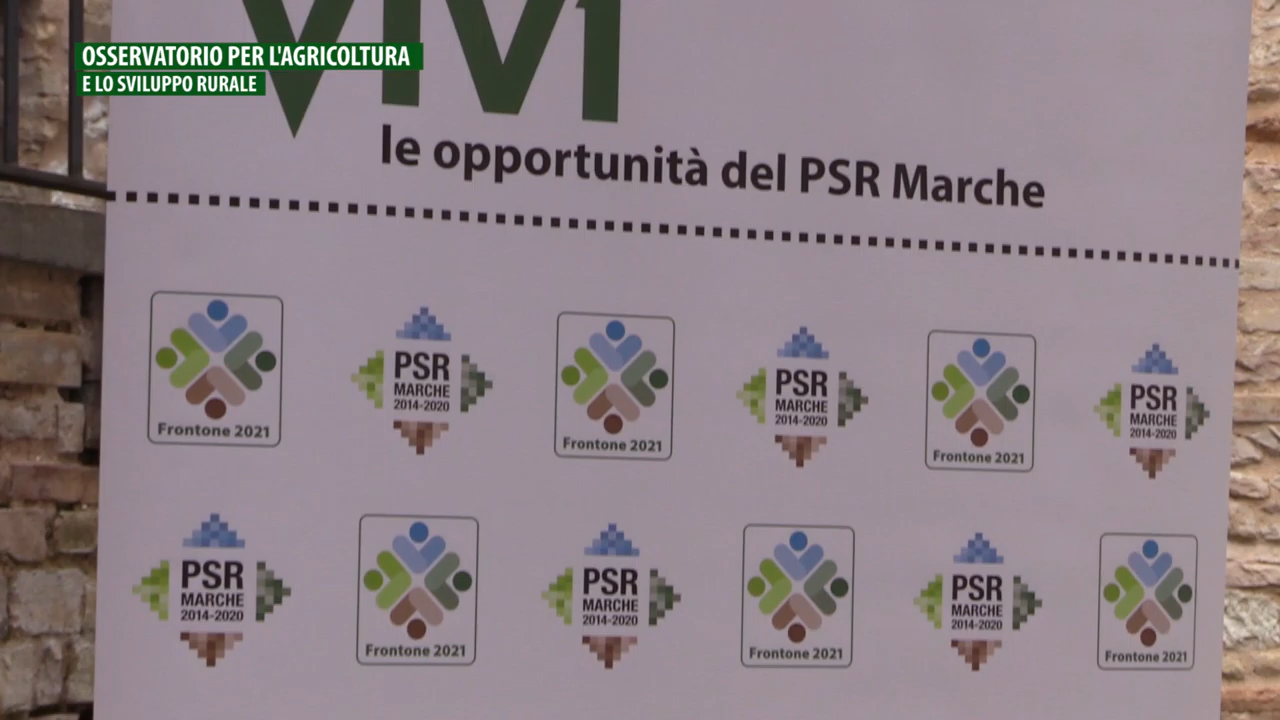 OSSERVATORIO PER L'AGRICOLTURA
E LO SVILUPPO RURALE
VIVI
le opportunità del PSR Marche
Frontone 2021
PSR
MARCHE
2014-2020
Frontone 2021
PSR
MARCHE
2014-2020
Frontone 2021
PSR
MARCHE
2014-2020
PSR
MARCHE
2014-2020
Frontone 2021
PSR
MARCHE
2014-2020
Frontone 2021
PSR
MARCHE
2014-2020
Frontone 2021